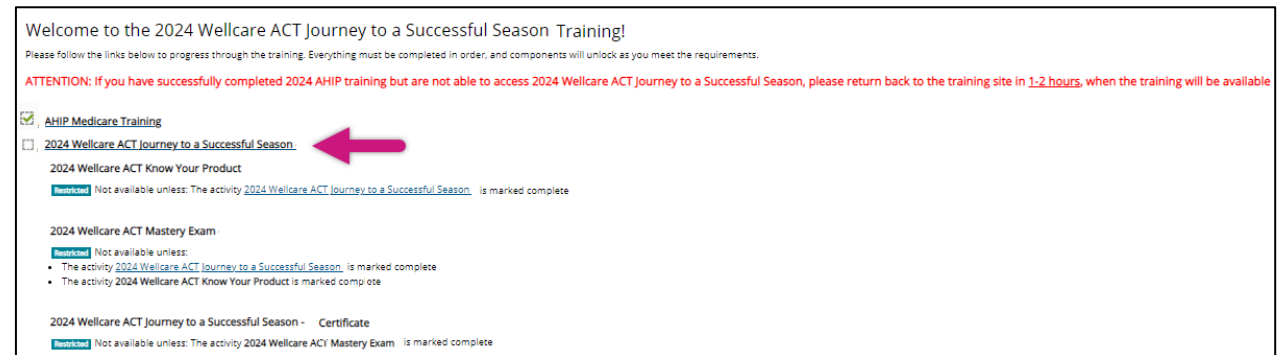 Welcome to the 2024 Wellcare ACT Journey to a Successful Season Training!
Please follow the links below to progress through the training. Everything must be completed in order, and components will unlock as you meet the requirements.
ATTENTION: If you have successfully completed 2024 AHIP training but are not able to access 2024 Wellcare ACT Journey to a Successful Season, please return back to the training site in 1-2 hours, when the training will be available
AHIP Medicare Training
2024 Wellcare ACT Journey to a Successful Season
2024 Wellcare ACT Know Your Product
Restricted Not available unless: The activity 2024 Wellcare ACT Journey to a Successful Season is marked complete
2024 Wellcare ACT Mastery Exam
Restricted Not available unless:
• The activity 2024 Wellcare ACT Journey to a Successful Season is marked complete
• The activity 2024 Wellcare ACT Know Your Product is marked complete
2024 Wellcare ACT Journey to a Successful Season - Certificate
Restricted Not available unless: The activity 2024 Wellcare ACT Mastery Exam is marked complete